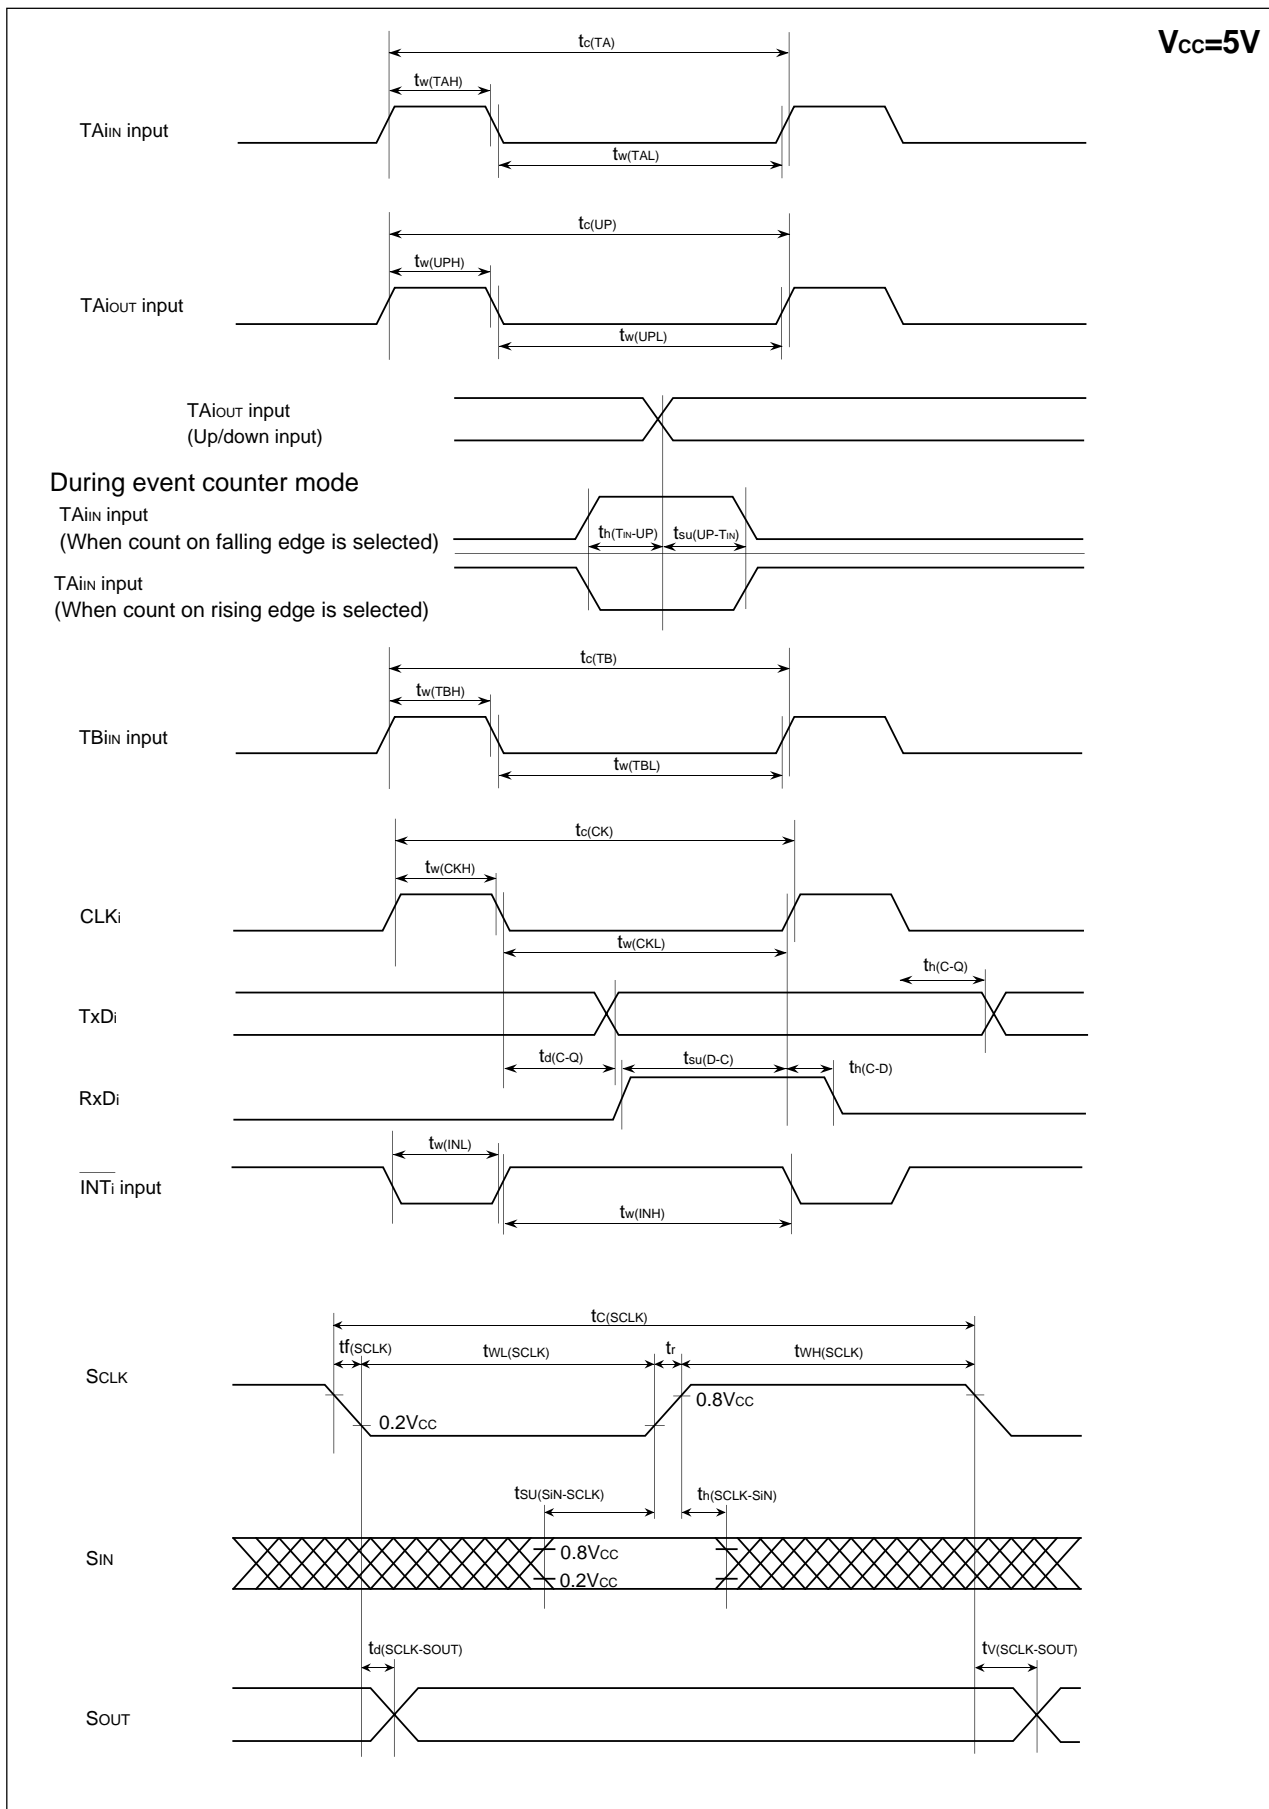 VCC=5V
tc(TA)
tw(TAH)
TAiIN input
tw(TAL)
tc(UP)
tw(UPH)
TAiOUT input
tw(UPL)
TAiOUT input
(Up/down input)
During event counter mode
TAiIN input
(When count on falling edge is selected)
th(TIN-UP)
tsu(UP-TIN)
TAiIN input
(When count on rising edge is selected)
tc(TB)
tw(TBH)
TBiIN input
tw(TBL)
tc(CK)
tw(CKH)
CLKi
tw(CKL)
th(C-Q)
TxDi
td(C-Q)
tsu(D-C)
th(C-D)
RxDi
tw(INL)
INTi input
tw(INH)
tC(SCLK)
tf(SCLK)
tWL(SCLK)
tr
tWH(SCLK)
SCLK
0.8VCC
0.2VCC
tSU(SiN-SCLK)
th(SCLK-SiN)
SIN
0.8VCC
0.2VCC
td(SCLK-SOUT)
tV(SCLK-SOUT)
SOUT